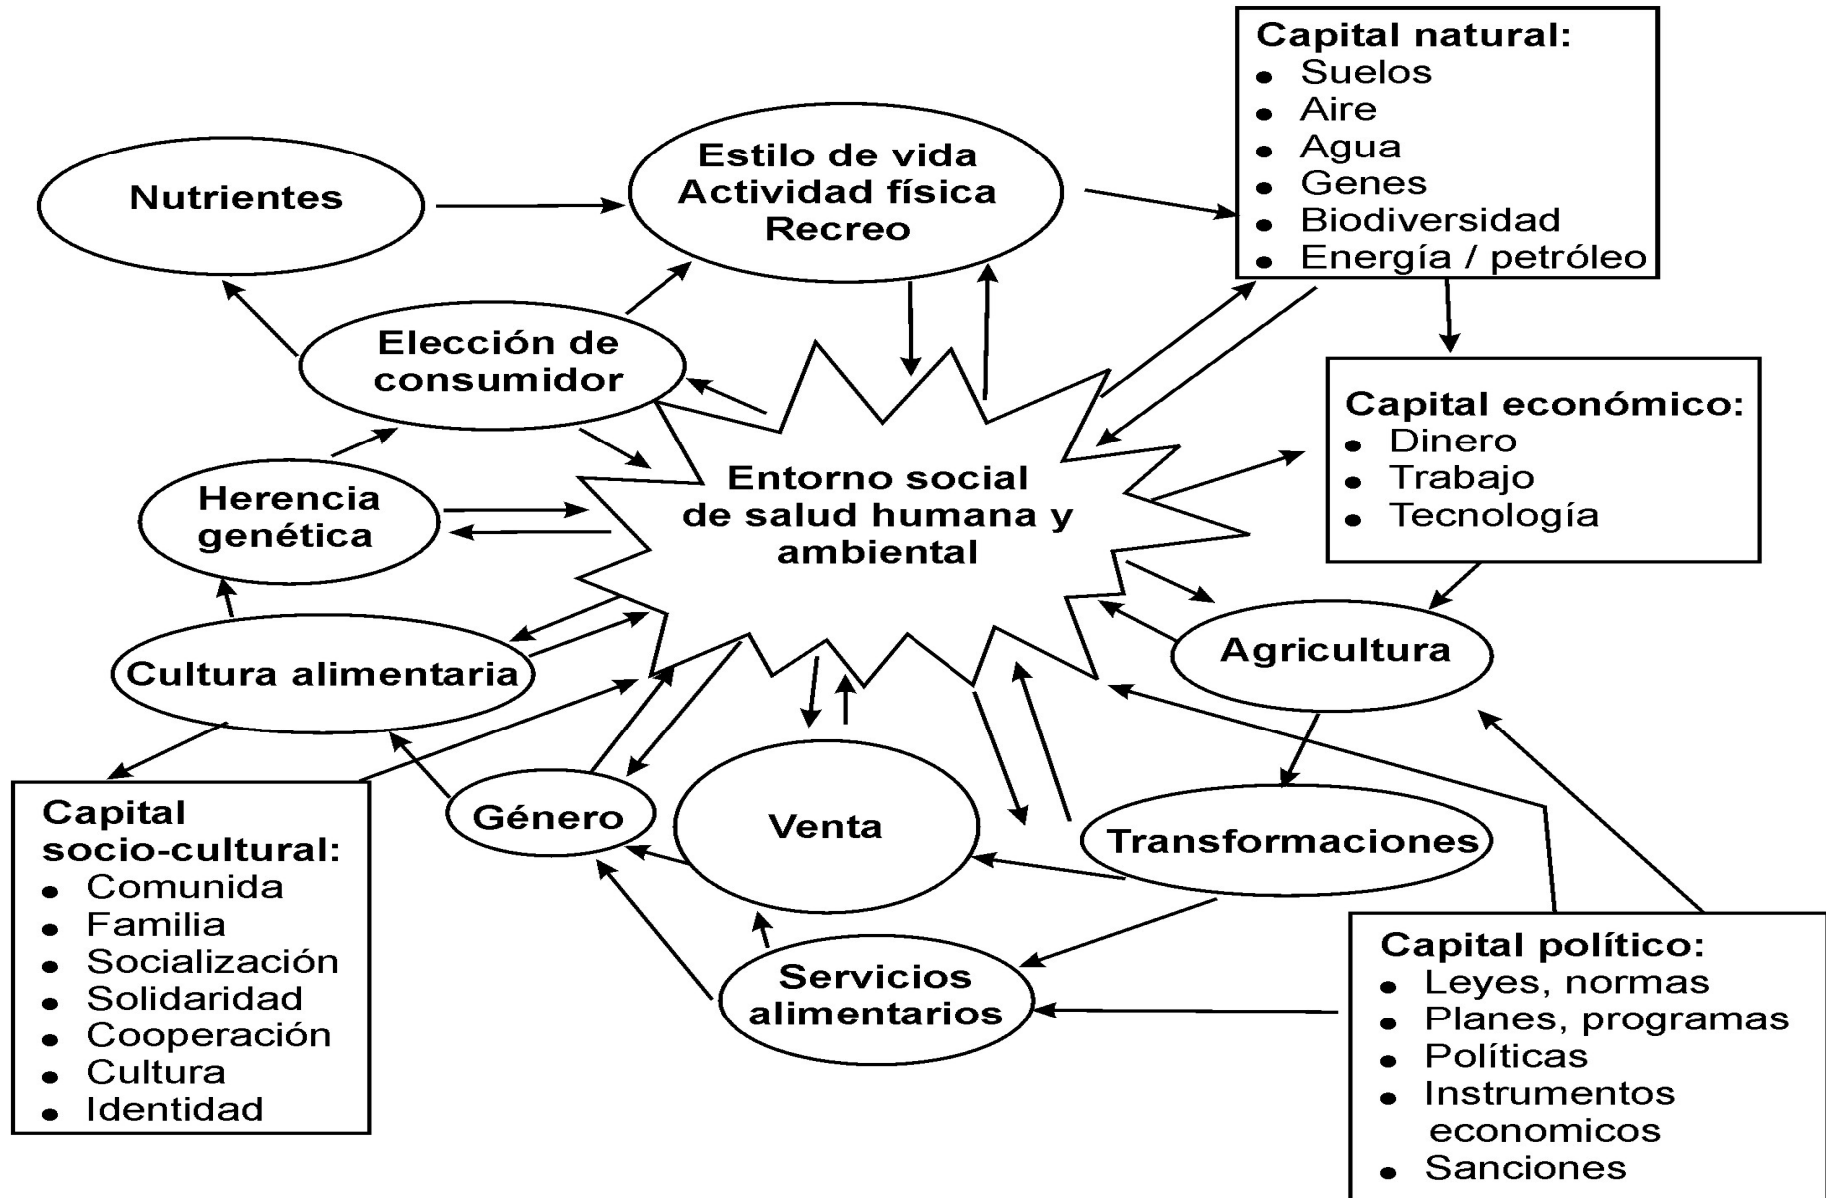 Capital natural:
● Suelos
● Aire
● Agua
● Genes
● Biodiversidad
● Energía / petróleo
Nutrientes
Estilo de vida
Actividad física
Recreo
Elección de
consumidor
Capital económico:
● Dinero
● Trabajo
● Tecnología
Herencia
genética
Entorno social
de salud humana y
ambiental
Cultura alimentaria
Agricultura
Capital
socio-cultural:
● Comunida
● Familia
● Socialización
● Solidaridad
● Cooperación
● Cultura
● Identidad
Género
Venta
Transformaciones
Servicios
alimentarios
Capital político:
● Leyes, normas
● Planes, programas
● Políticas
● Instrumentos
economicos
● Sanciones